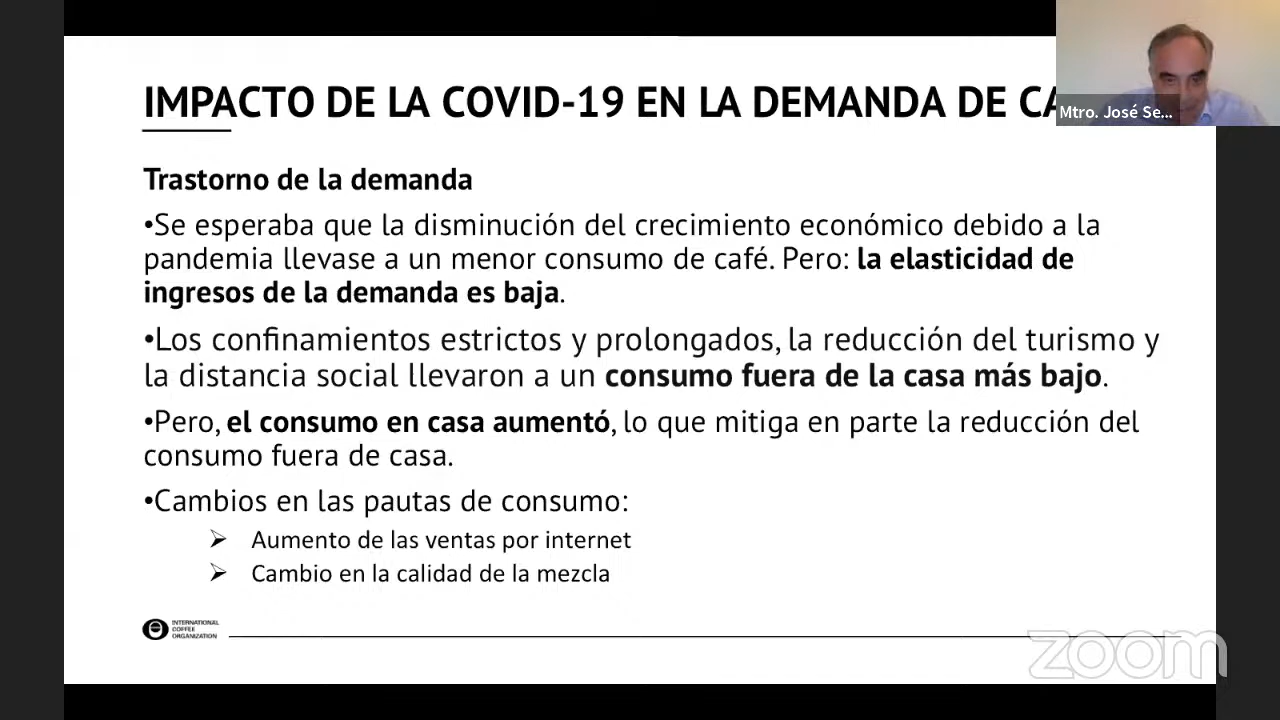 IMPACTO DE LA COVID-19 EN LA DEMANDA DE CA
Mtro. José Se...
Trastorno de la demanda
•Se esperaba que la disminución del crecimiento económico debido a la
pandemia llevase a un menor consumo de café. Pero: la elasticidad de
ingresos de la demanda es baja.
•Los confinamientos estrictos y prolongados, la reducción del turismo y
la distancia social llevaron a un consumo fuera de la casa más bajo.
•Pero, el consumo en casa aumentó, lo que mitiga en parte la reducción del
consumo fuera de casa.
•Cambios en las pautas de consumo:
➢ Aumento de las ventas por internet
➢ Cambio en la calidad de la mezcla
INTERNATIONAL
COFFEE
ORGANIZATION
zoom